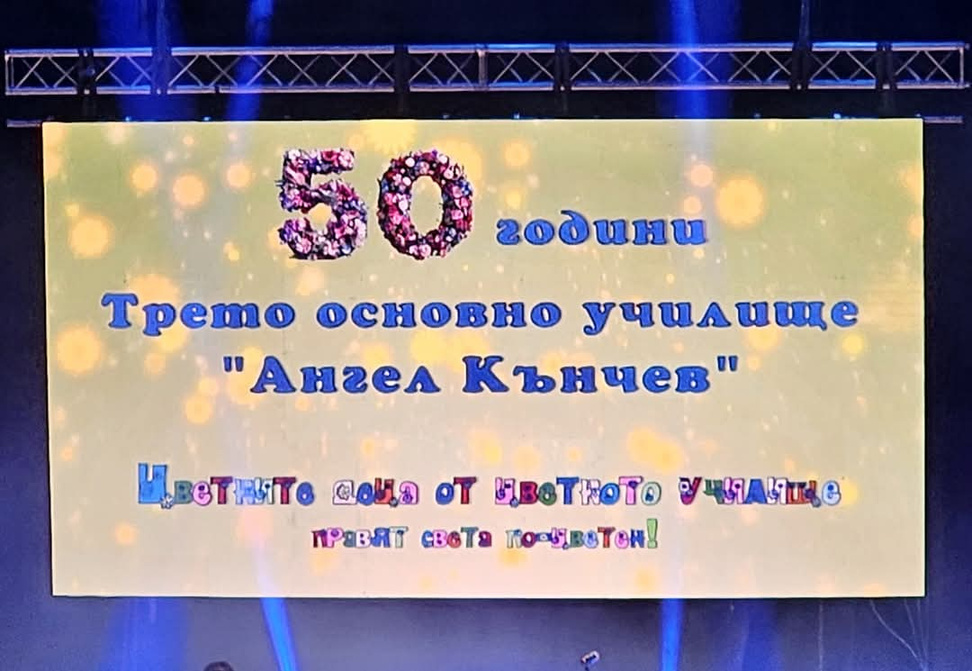 50 години
Трето основно училище
"Ангел Кънчев"
Цветните деца от цветното училище
правят света по-цветен!